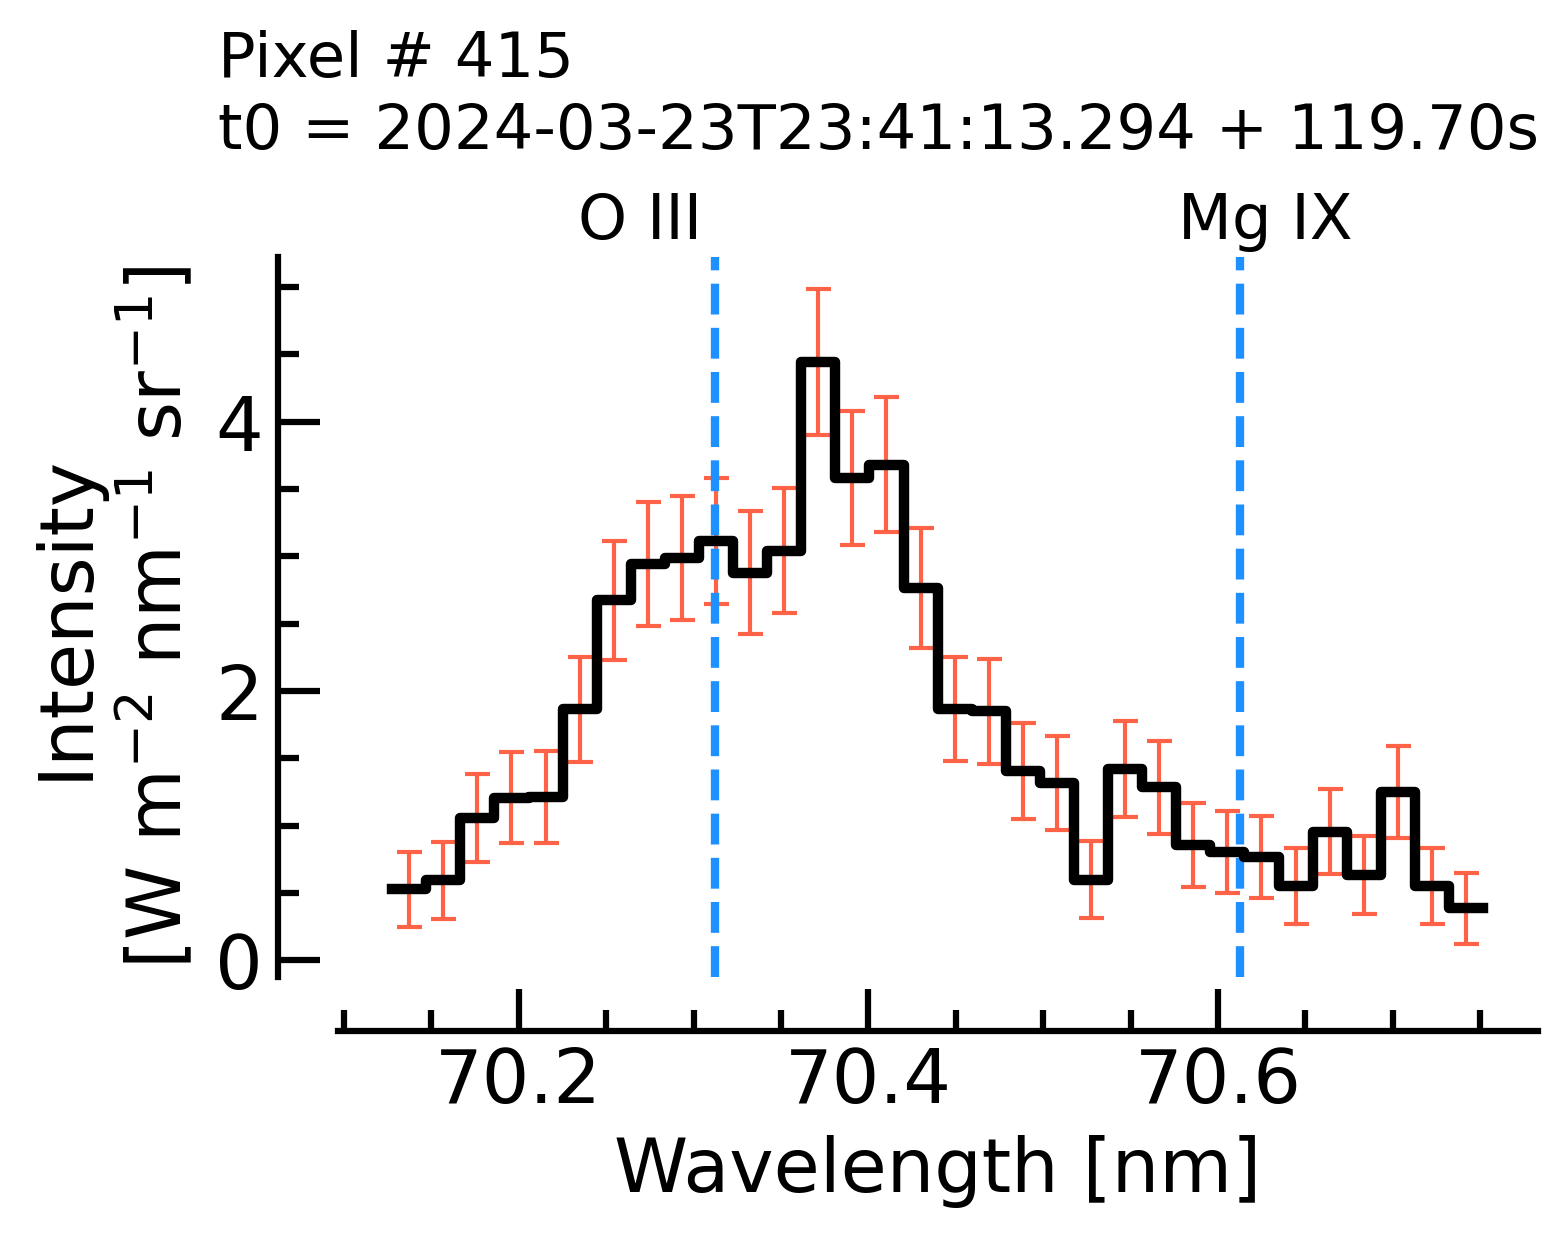 Pixel # 415
t0 = 2024-03-23T23:41:13.294 + 119.70s
O III
Mg IX
Intensity
[W m⁻² nm⁻¹ sr⁻¹]
4
2
0
70.2
70.4
70.6
Wavelength [nm]